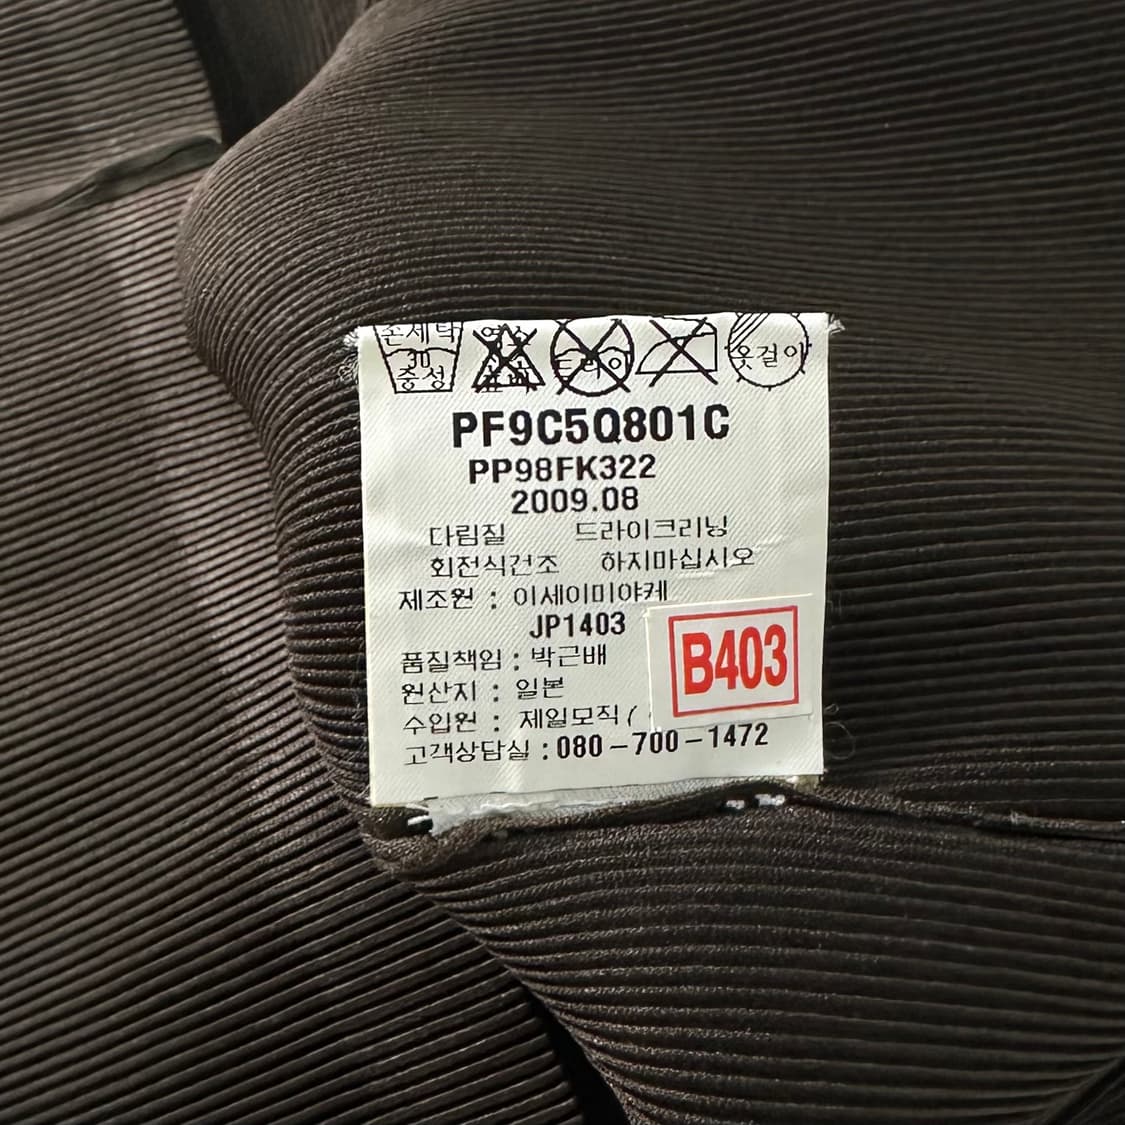 손세탁
30
중성
옷걸이
PF9C5Q801C
PP98FK322
2009.08
다림질 드라이크리닝
회전식건조 하지마십시오
제조원 : 이세이미야케
JP1403
B403
품질책임 : 박근배
원산지 : 일본
수입원 : 제일모직 (
고객상담실 : 080-700-1472